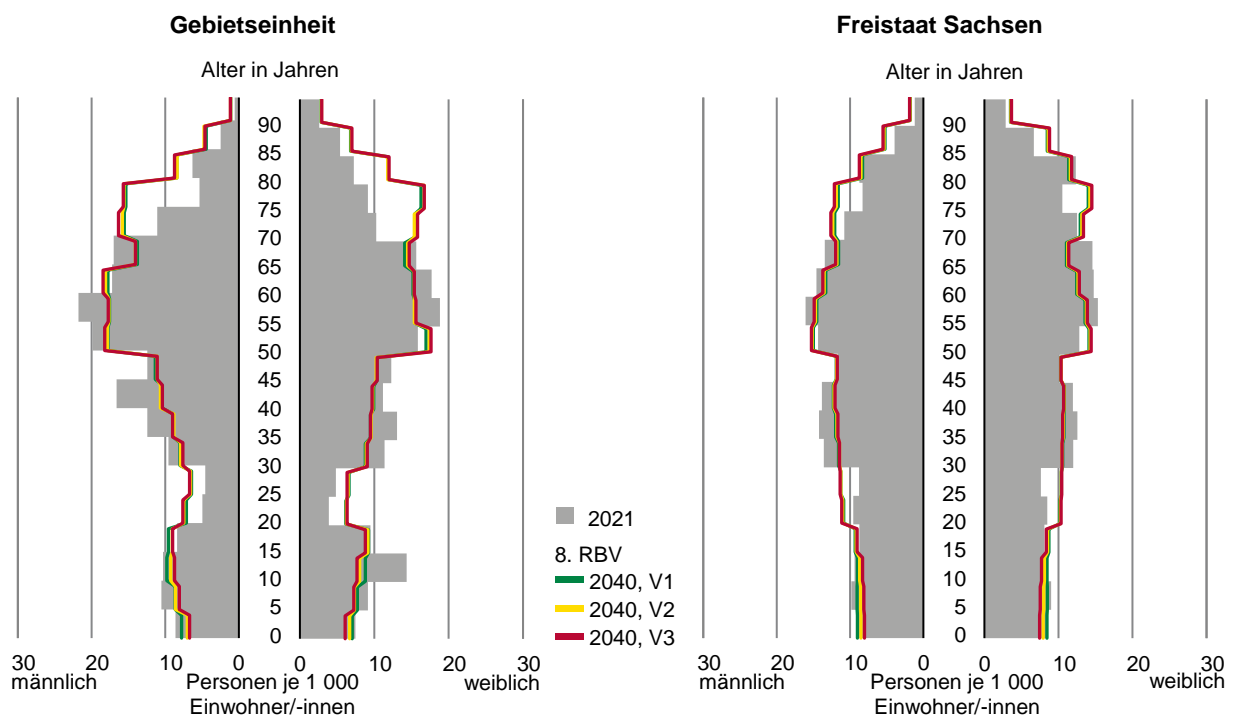 Gebietseinheit
Alter in Jahren
90
85
80
75
70
65
60
55
50
45
40
35
30
25
20
15
10
5
0
30 20 10 0 0 10 20 30
männlich Personen je 1 000 weiblich
Einwohner/-innen
2021
8. RBV
2040, V1
2040, V2
2040, V3
Freistaat Sachsen
Alter in Jahren
90
85
80
75
70
65
60
55
50
45
40
35
30
25
20
15
10
5
0
30 20 10 0 0 10 20 30
männlich Personen je 1 000 weiblich
Einwohner/-innen